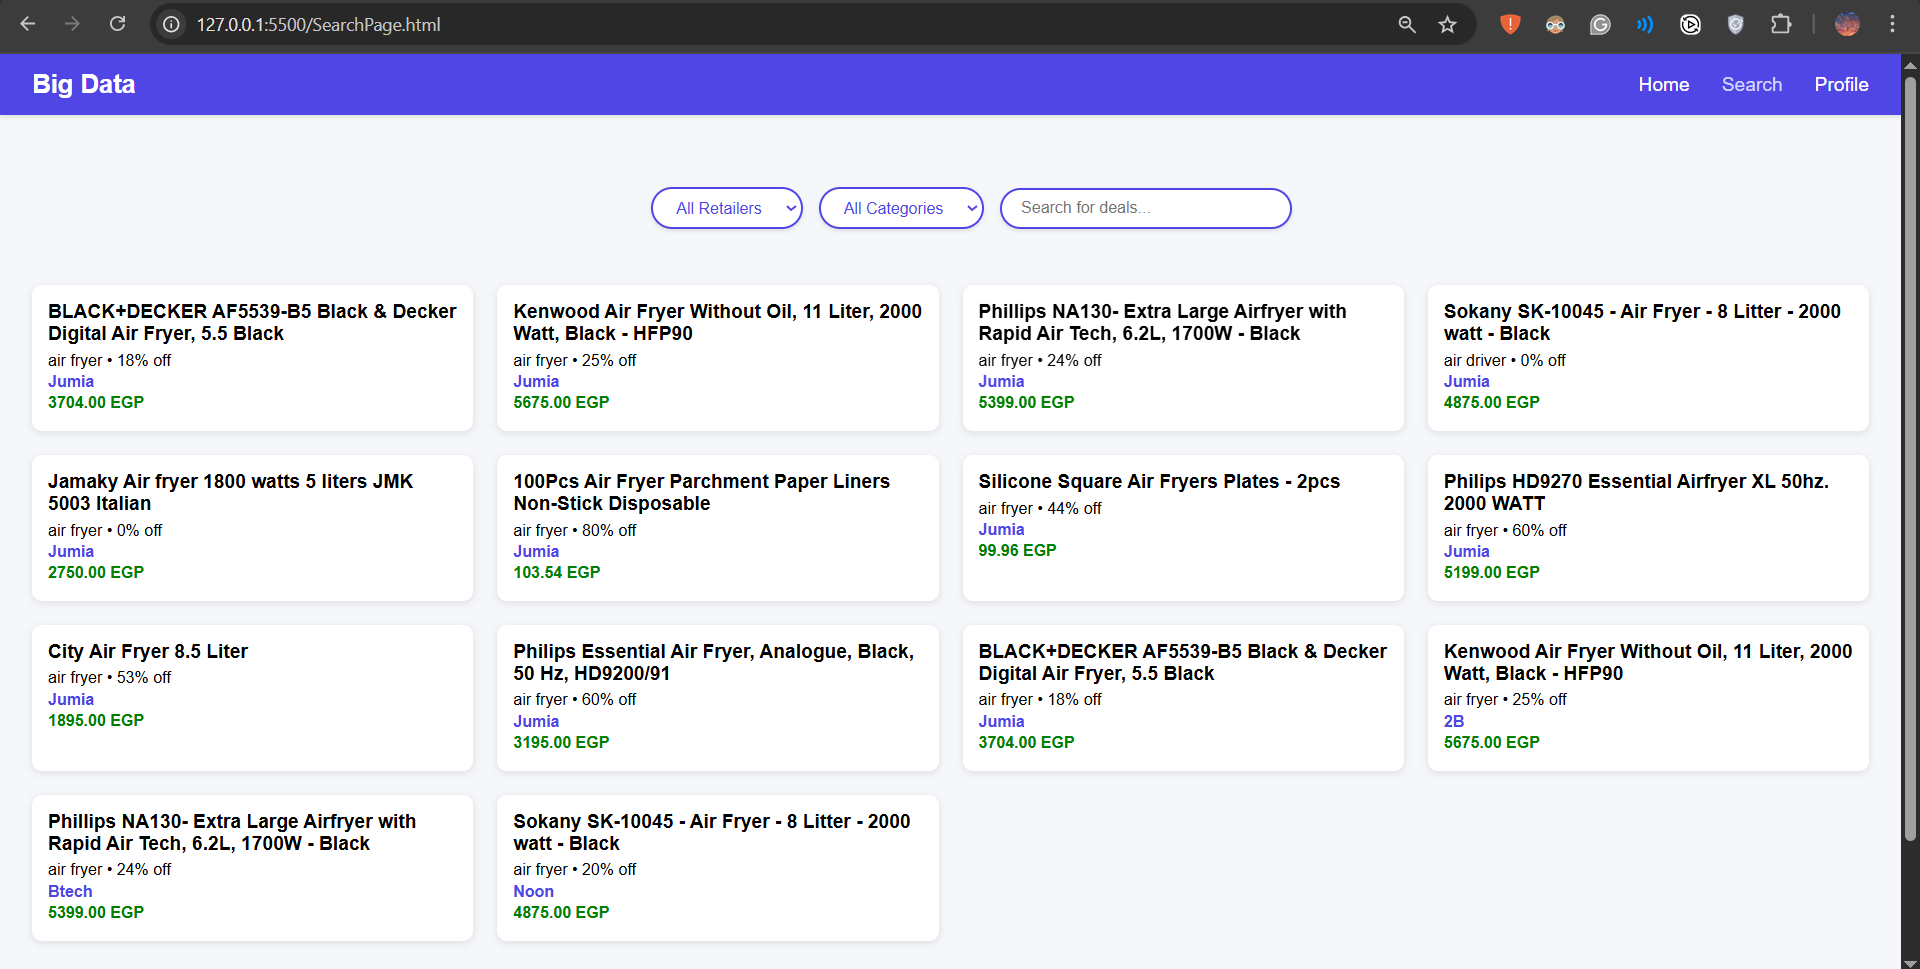 127.0.0.1:5500/SearchPage.html
Big Data
Home
Search
Profile
All Retailers
All Categories
Search for deals...
BLACK+DECKER AF5539-B5 Black & Decker
Digital Air Fryer, 5.5 Black
air fryer • 18% off
Jumia
3704.00 EGP
Kenwood Air Fryer Without Oil, 11 Liter, 2000
Watt, Black - HFP90
air fryer • 25% off
Jumia
5675.00 EGP
Phillips NA130- Extra Large Airfryer with
Rapid Air Tech, 6.2L, 1700W - Black
air fryer • 24% off
Jumia
5399.00 EGP
Sokany SK-10045 - Air Fryer - 8 Litter - 2000
watt - Black
air driver • 0% off
Jumia
4875.00 EGP
Jamaky Air fryer 1800 watts 5 liters JMK
5003 Italian
air fryer • 0% off
Jumia
2750.00 EGP
100Pcs Air Fryer Parchment Paper Liners
Non-Stick Disposable
air fryer • 80% off
Jumia
103.54 EGP
Silicone Square Air Fryers Plates - 2pcs
air fryer • 44% off
Jumia
99.96 EGP
Philips HD9270 Essential Airfryer XL 50hz.
2000 WATT
air fryer • 60% off
Jumia
5199.00 EGP
City Air Fryer 8.5 Liter
air fryer • 53% off
Jumia
1895.00 EGP
Philips Essential Air Fryer, Analogue, Black,
50 Hz, HD9200/91
air fryer • 60% off
Jumia
3195.00 EGP
BLACK+DECKER AF5539-B5 Black & Decker
Digital Air Fryer, 5.5 Black
air fryer • 18% off
Jumia
3704.00 EGP
Kenwood Air Fryer Without Oil, 11 Liter, 2000
Watt, Black - HFP90
air fryer • 25% off
2B
5675.00 EGP
Phillips NA130- Extra Large Airfryer with
Rapid Air Tech, 6.2L, 1700W - Black
air fryer • 24% off
Btech
5399.00 EGP
Sokany SK-10045 - Air Fryer - 8 Litter - 2000
watt - Black
air fryer • 20% off
Noon
4875.00 EGP